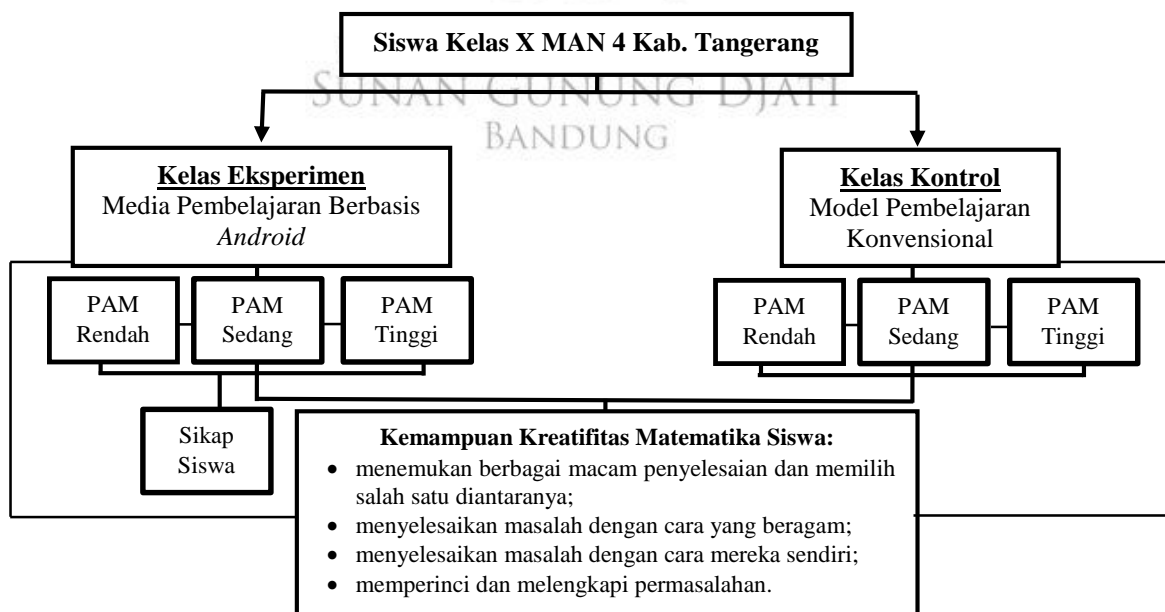 Siswa Kelas X MAN 4 Kab. Tangerang
SUNAN GUNUNG DJATI
BANDUNG
Kelas Eksperimen
Media Pembelajaran Berbasis
Android
Kelas Kontrol
Model Pembelajaran
Konvensional
PAM
Rendah
PAM
Sedang
PAM
Tinggi
PAM
Rendah
PAM
Sedang
PAM
Tinggi
Sikap
Siswa
Kemampuan Kreatifitas Matematika Siswa:
• menemukan berbagai macam penyelesaian dan memilih
salah satu diantaranya;
• menyelesaikan masalah dengan cara yang beragam;
• menyelesaikan masalah dengan cara mereka sendiri;
• memperinci dan melengkapi permasalahan.